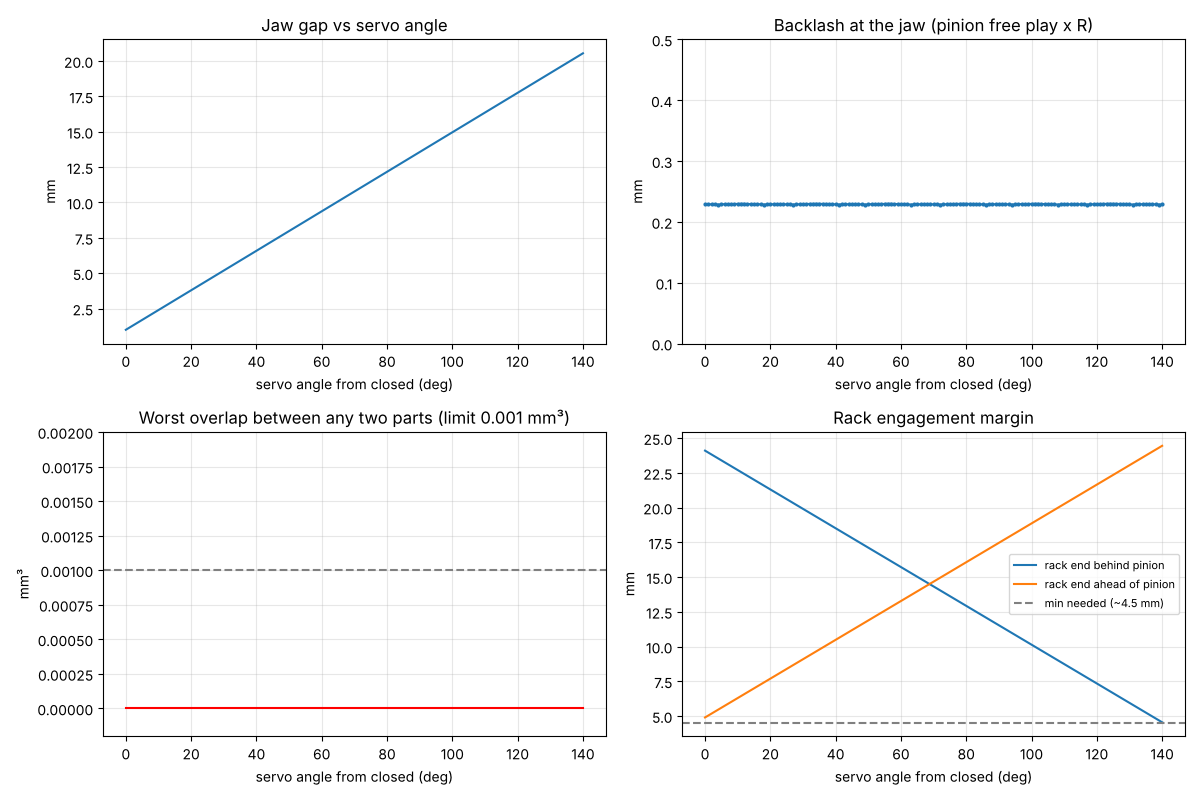 Jaw gap vs servo angle
20.0
17.5
15.0
12.5
10.0
7.5
5.0
2.5
mm
0 20 40 60 80 100 120 140
servo angle from closed (deg)
Backlash at the jaw (pinion free play x R)
0.5
0.4
0.3
0.2
0.1
0.0
mm
0 20 40 60 80 100 120 140
servo angle from closed (deg)
Worst overlap between any two parts (limit 0.001 mm³)
0.00200
0.00175
0.00150
0.00125
0.00100
0.00075
0.00050
0.00025
0.00000
mm³
0 20 40 60 80 100 120 140
servo angle from closed (deg)
Rack engagement margin
25.0
22.5
20.0
17.5
15.0
12.5
10.0
7.5
5.0
mm
rack end behind pinion
rack end ahead of pinion
min needed (~4.5 mm)
0 20 40 60 80 100 120 140
servo angle from closed (deg)